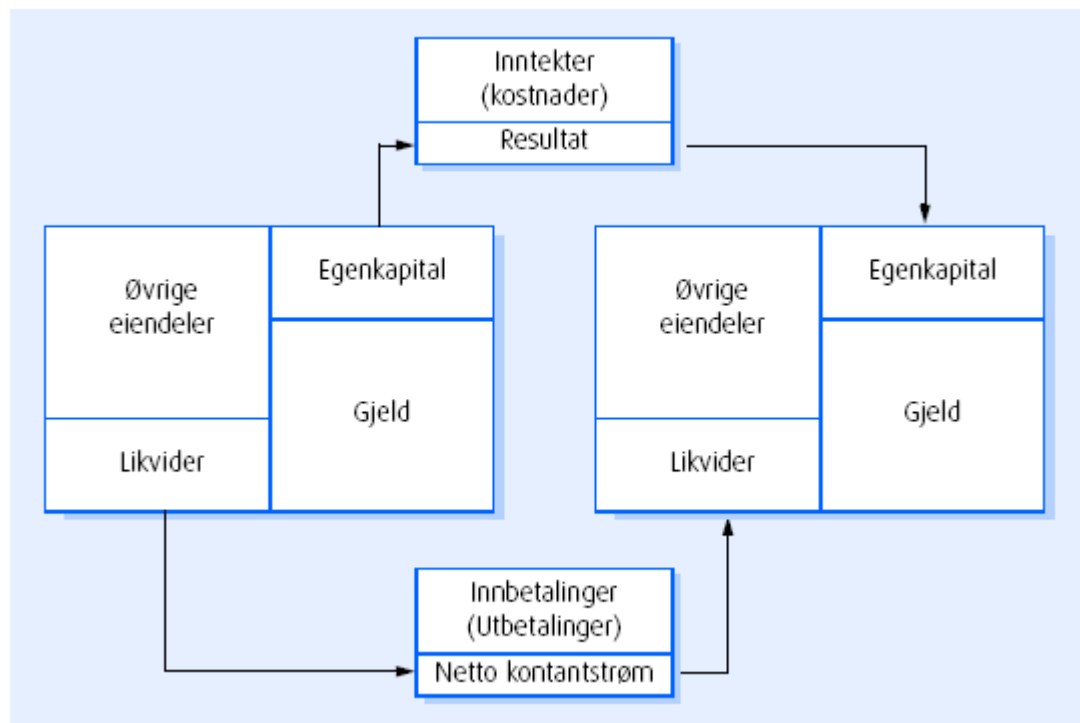 Inntekter
(kostnader)
Resultat
Øvrige
eiendeler
Egenkapital
Gjeld
Likvider
Øvrige
eiendeler
Egenkapital
Gjeld
Likvider
Innbetalinger
(Utbetalinger)
Netto kontantstrøm